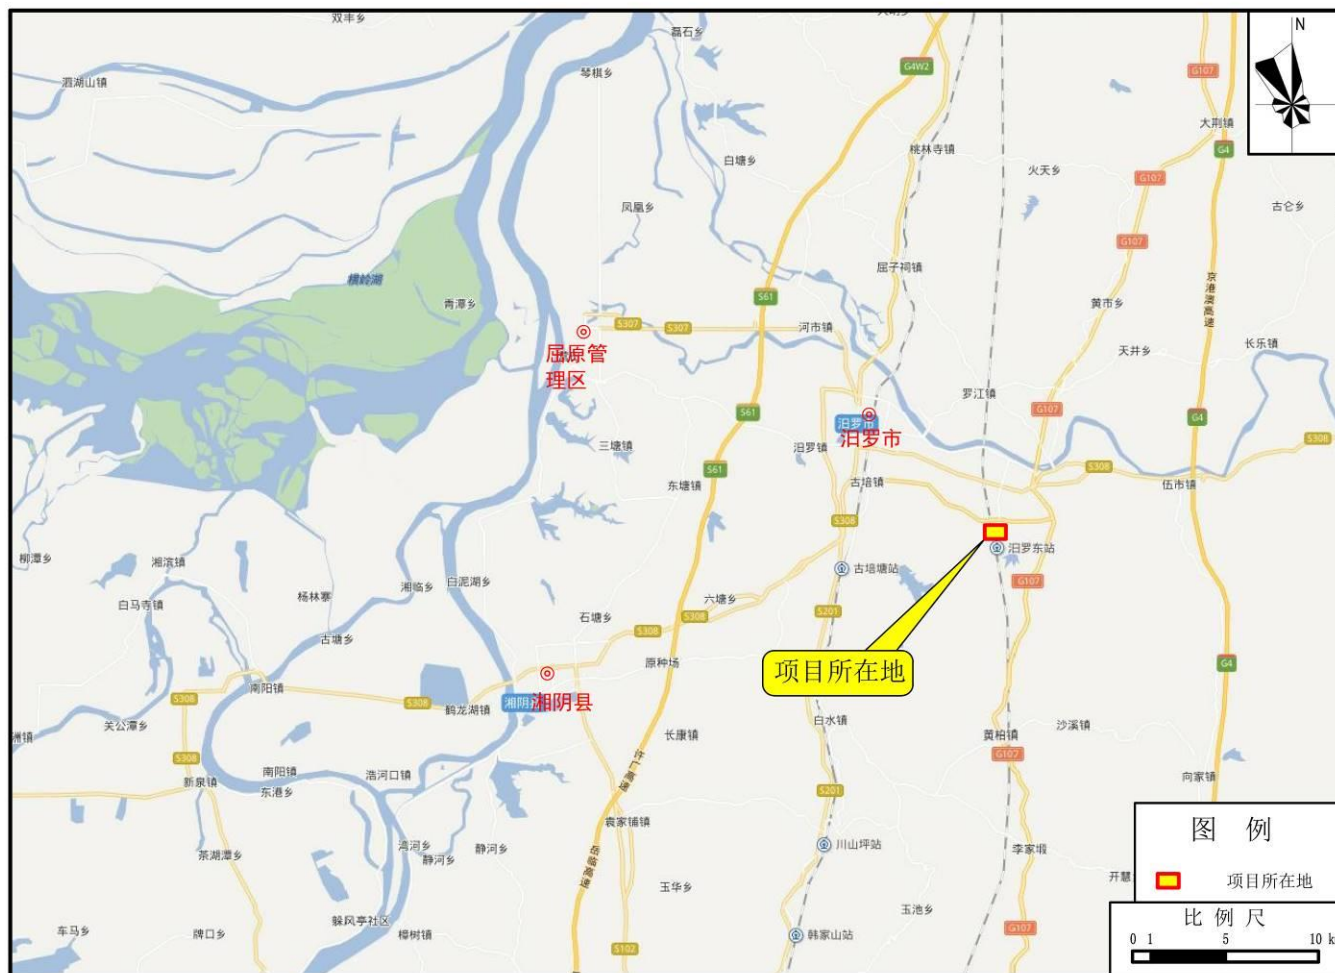 双丰乡
磊石乡
N
泗湖山镇
琴棋乡
G4W2
G107
大荆镇
白塘乡
桃林寺镇
G4
火天乡
G107
凤凰乡
古仑乡
G107
横岭湖
青潭乡
屈子祠镇
京港澳高速
S61
黄市乡
S307
S307
河市镇
屈原管
理区
天井乡
长乐镇
罗江镇
S61
G107
G4
汨罗市
汨罗市
三塘镇
汨罗镇
S308
S61
S308
东塘镇
古培镇
伍市镇
S308
柳潭乡
湘滨镇
汨罗东站
古培塘站
白泥湖乡
湘临乡
G107
杨林寨
白马寺镇
六塘乡
石塘乡
S201
古塘乡
S308
S308
原种场
G4
项目所在地
南阳镇
S308
S308
鹤龙湖镇
湘阴县
关公潭乡
白水镇
沙溪镇
长康镇
黄柏镇
S308
许广高速
G107
新泉镇
南阳镇
浩河口镇
向家镇
东港乡
S201
袁家铺镇
图 例
湾河乡
静河乡
静河乡
川山坪站
李家塅
茶湖潭乡
岳临高速
开慧
项目所在地
玉华乡
玉池乡
比 例 尺
躲风亭社区
车马乡
牌口乡
樟树镇
韩家山站
G107
S102
0 1 5 10 k